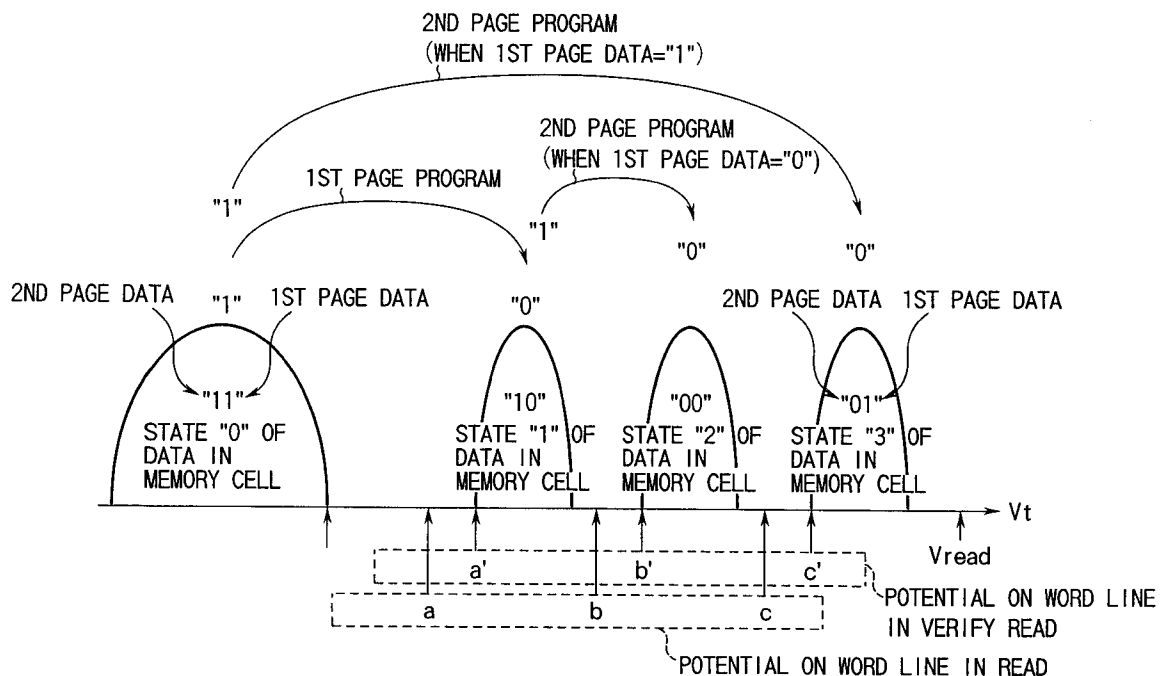 2ND PAGE PROGRAM
(WHEN 1ST PAGE DATA="1")
2ND PAGE PROGRAM
(WHEN 1ST PAGE DATA="0")
1ST PAGE PROGRAM
"1"
"1"
"0"
"0"
2ND PAGE DATA
"1"
1ST PAGE DATA
"0"
2ND PAGE DATA
1ST PAGE DATA
"11"
STATE "0" OF
DATA IN
MEMORY CELL
"10"
STATE "1" OF
DATA IN
MEMORY CELL
"00"
STATE "2" OF
DATA IN
MEMORY CELL
"01"
STATE "3" OF
DATA IN
MEMORY CELL
Vt
Vread
a'
b'
c'
a
b
c
POTENTIAL ON WORD LINE
IN VERIFY READ
POTENTIAL ON WORD LINE IN READ